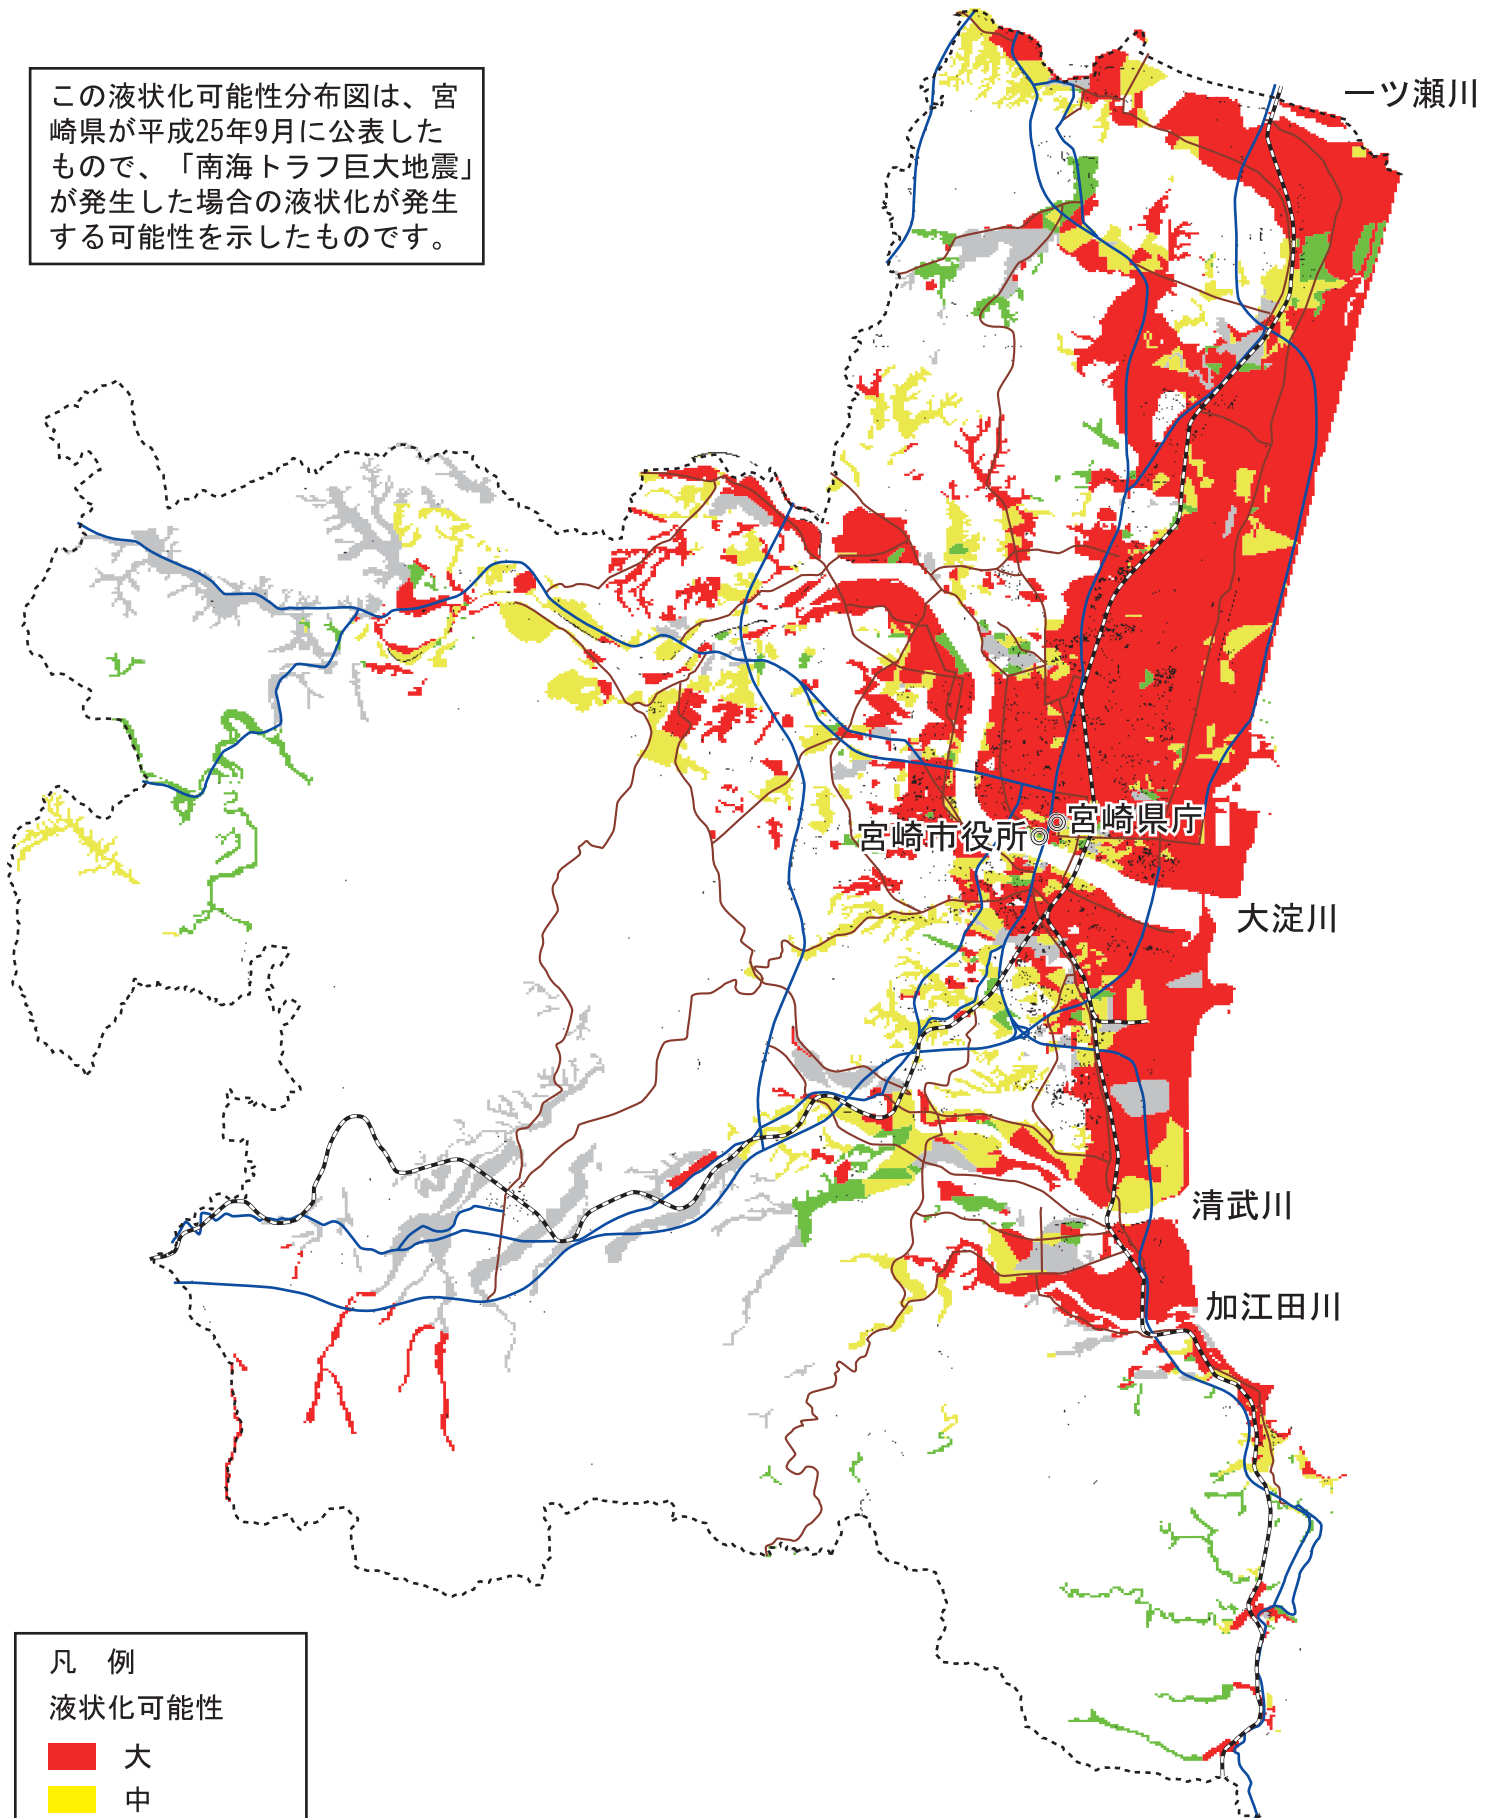 この液状化可能性分布図は、宮
崎県が平成25年9月に公表した
もので、「南海トラフ巨大地震」
が発生した場合の液状化が発生
する可能性を示したものです。
一ツ瀬川
宮崎県庁
宮崎市役所
大淀川
清武川
加江田川
凡 例
液状化可能性
大
中